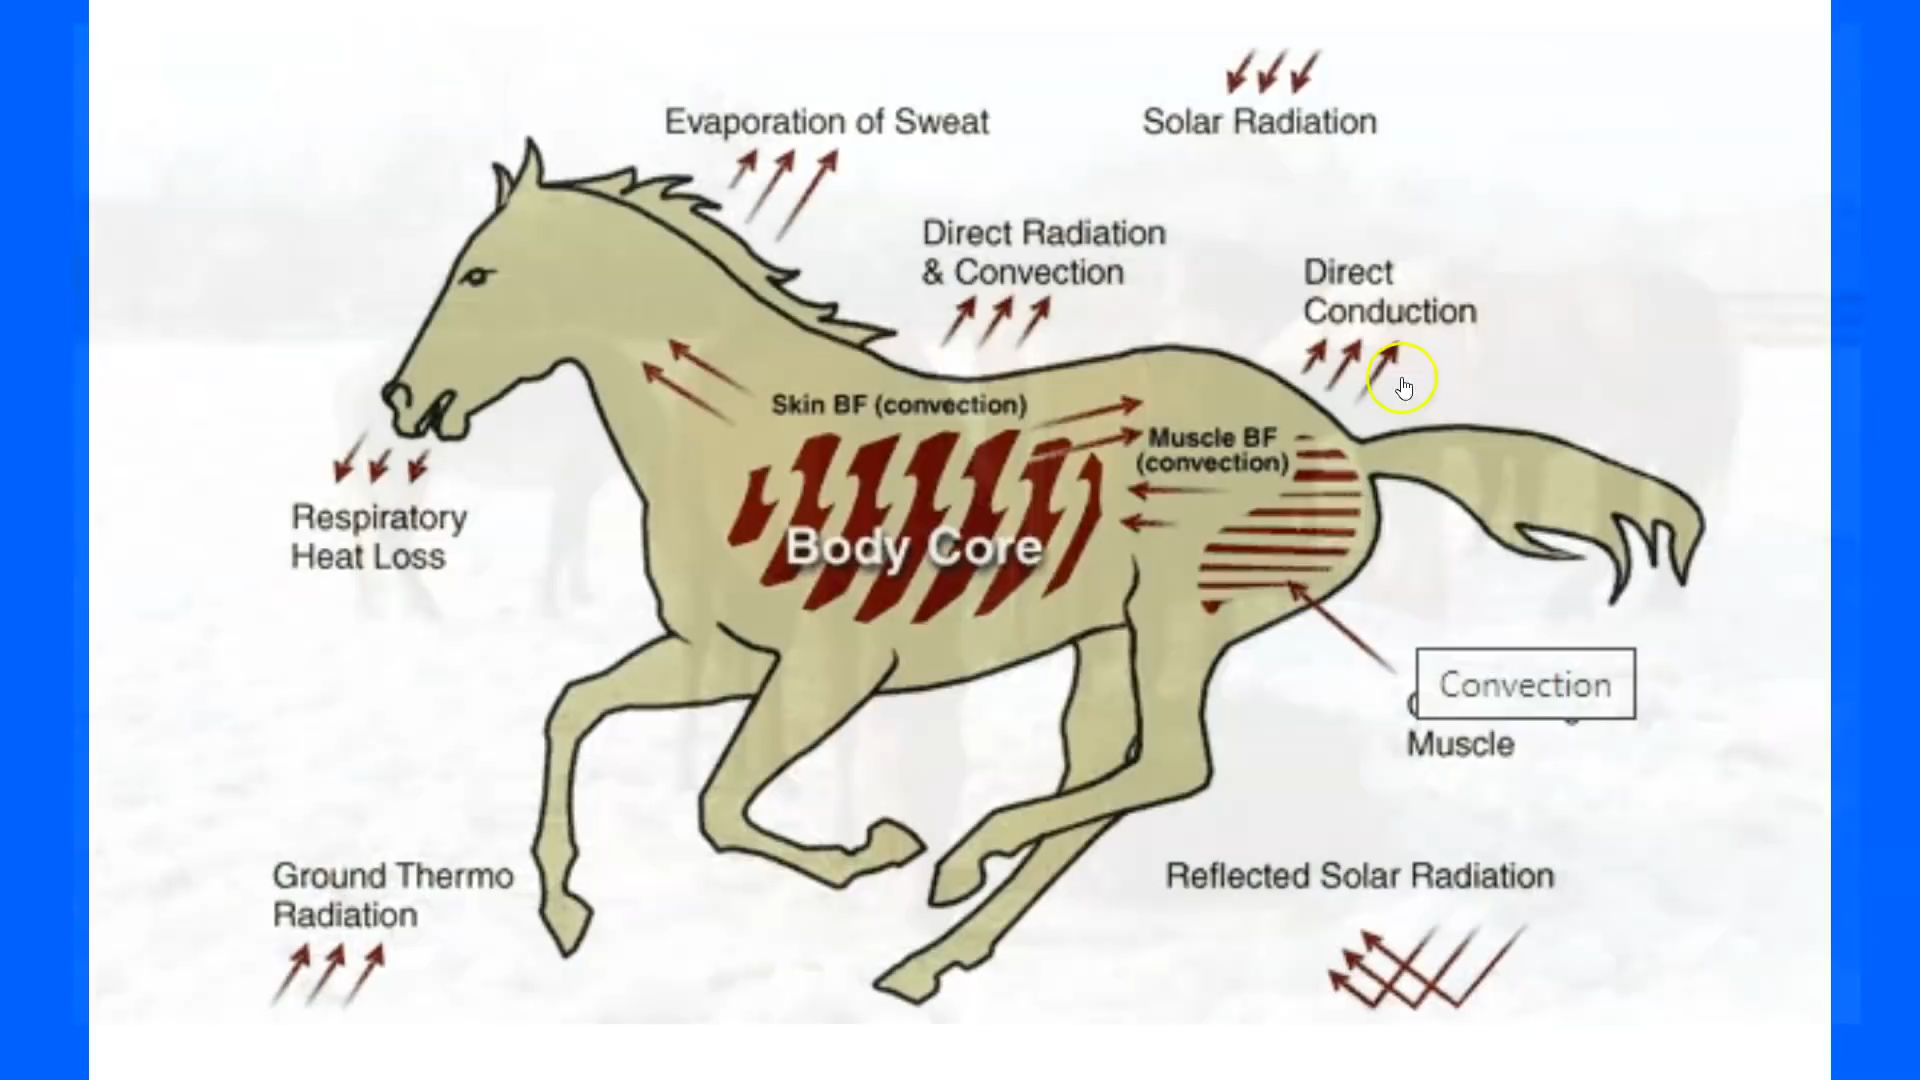 Evaporation of Sweat
Solar Radiation
Direct Radiation
& Convection
Direct
Conduction
Skin BF (convection)
Muscle BF
(convection)
Body Core
Respiratory
Heat Loss
Convection
Muscle
Ground Thermo
Radiation
Reflected Solar Radiation